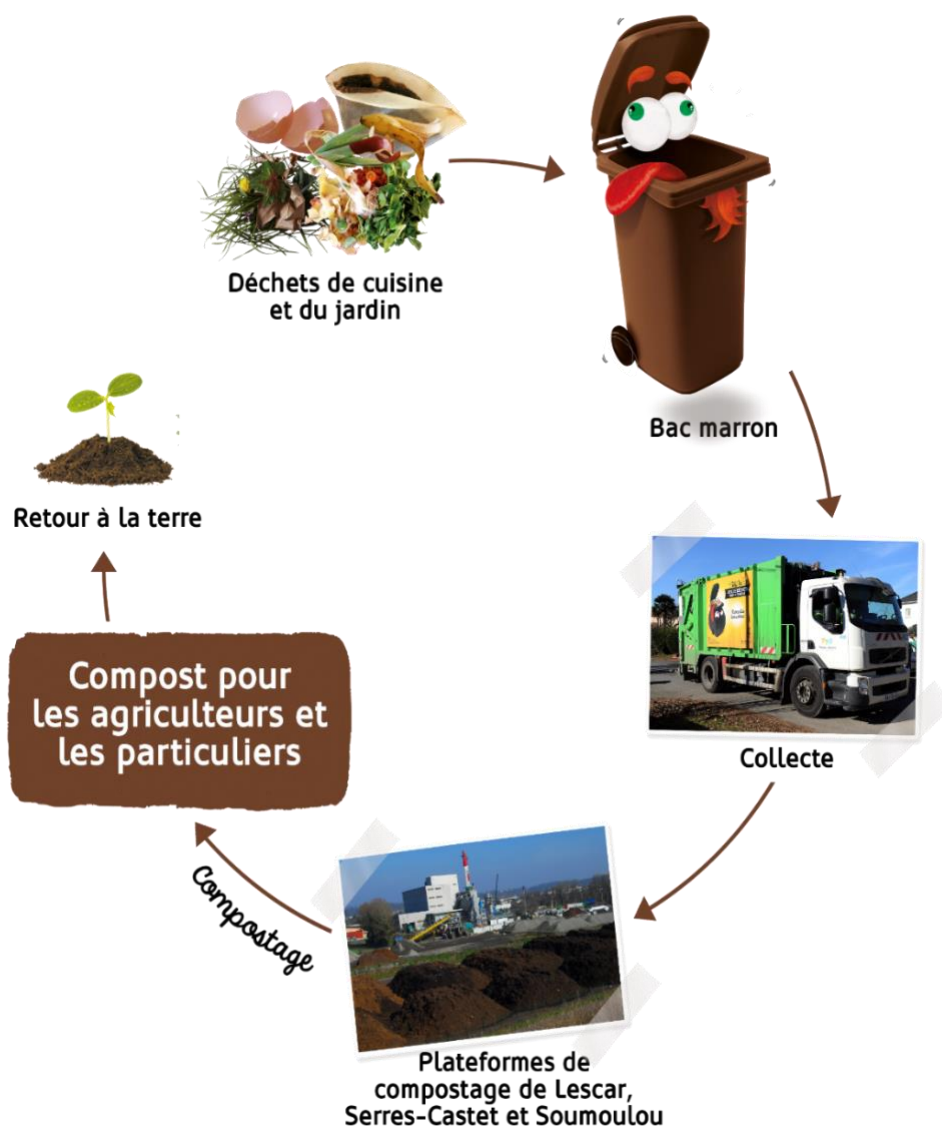 Déchets de cuisine
et du jardin
Bac marron
Collecte
Plateformes de
compostage de Lescar,
Serres-Castet et Soumoulou
Compostage
Compost pour
les agriculteurs et
les particuliers
Retour à la terre